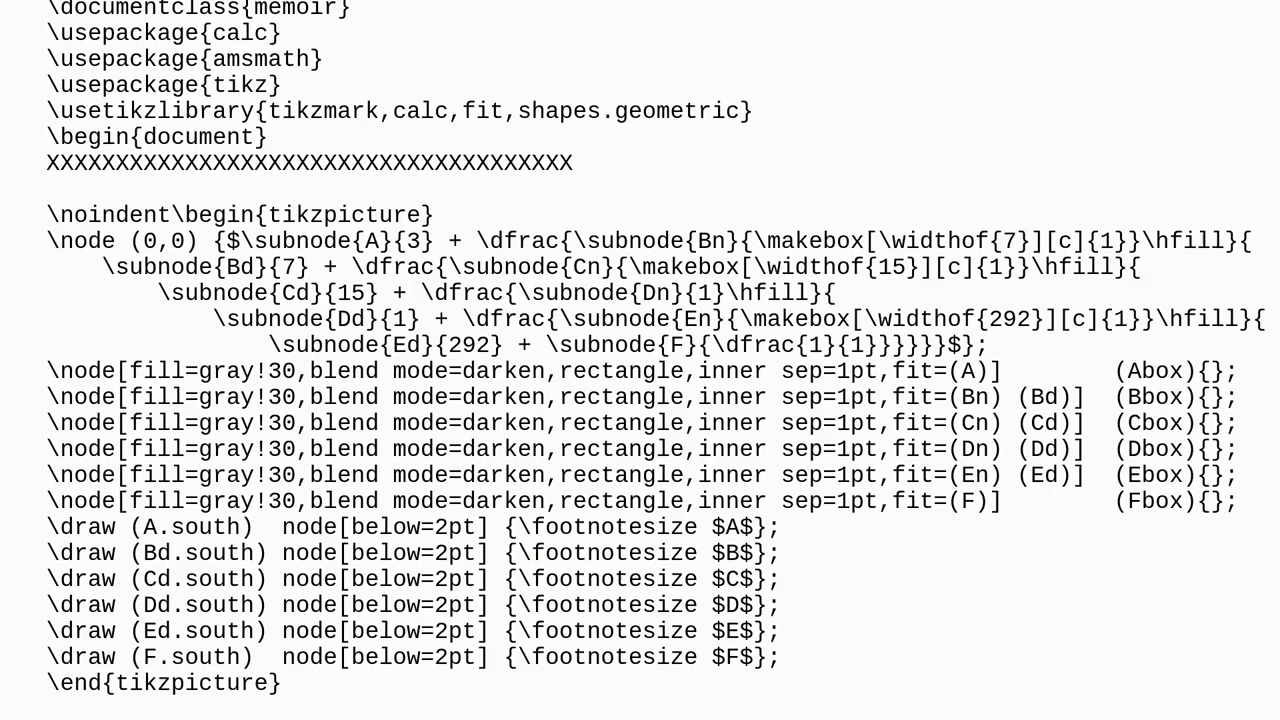 \documentclass{memoir}
\usepackage{calc}
\usepackage{amsmath}
\usepackage{tikz}
\usetikzlibrary{tikzmark,calc,fit,shapes.geometric}
\begin{document}
XXXXXXXXXXXXXXXXXXXXXXXXXXXXXXXXXXXXXX

\noindent\begin{tikzpicture}
\node (0,0) {$\subnode{A}{3} + \dfrac{\subnode{Bn}{\makebox[\widthof{7}][c]{1}}\hfill}{
    \subnode{Bd}{7} + \dfrac{\subnode{Cn}{\makebox[\widthof{15}][c]{1}}\hfill}{
        \subnode{Cd}{15} + \dfrac{\subnode{Dn}{1}\hfill}{
            \subnode{Dd}{1} + \dfrac{\subnode{En}{\makebox[\widthof{292}][c]{1}}\hfill}{
                \subnode{Ed}{292} + \subnode{F}{\dfrac{1}{1}}}}}}$};
\node[fill=gray!30,blend mode=darken,rectangle,inner sep=1pt,fit=(A)]        (Abox){};
\node[fill=gray!30,blend mode=darken,rectangle,inner sep=1pt,fit=(Bn) (Bd)]  (Bbox){};
\node[fill=gray!30,blend mode=darken,rectangle,inner sep=1pt,fit=(Cn) (Cd)]  (Cbox){};
\node[fill=gray!30,blend mode=darken,rectangle,inner sep=1pt,fit=(Dn) (Dd)]  (Dbox){};
\node[fill=gray!30,blend mode=darken,rectangle,inner sep=1pt,fit=(En) (Ed)]  (Ebox){};
\node[fill=gray!30,blend mode=darken,rectangle,inner sep=1pt,fit=(F)]        (Fbox){};
\draw (A.south)  node[below=2pt] {\footnotesize $A$};
\draw (Bd.south) node[below=2pt] {\footnotesize $B$};
\draw (Cd.south) node[below=2pt] {\footnotesize $C$};
\draw (Dd.south) node[below=2pt] {\footnotesize $D$};
\draw (Ed.south) node[below=2pt] {\footnotesize $E$};
\draw (F.south)  node[below=2pt] {\footnotesize $F$};
\end{tikzpicture}